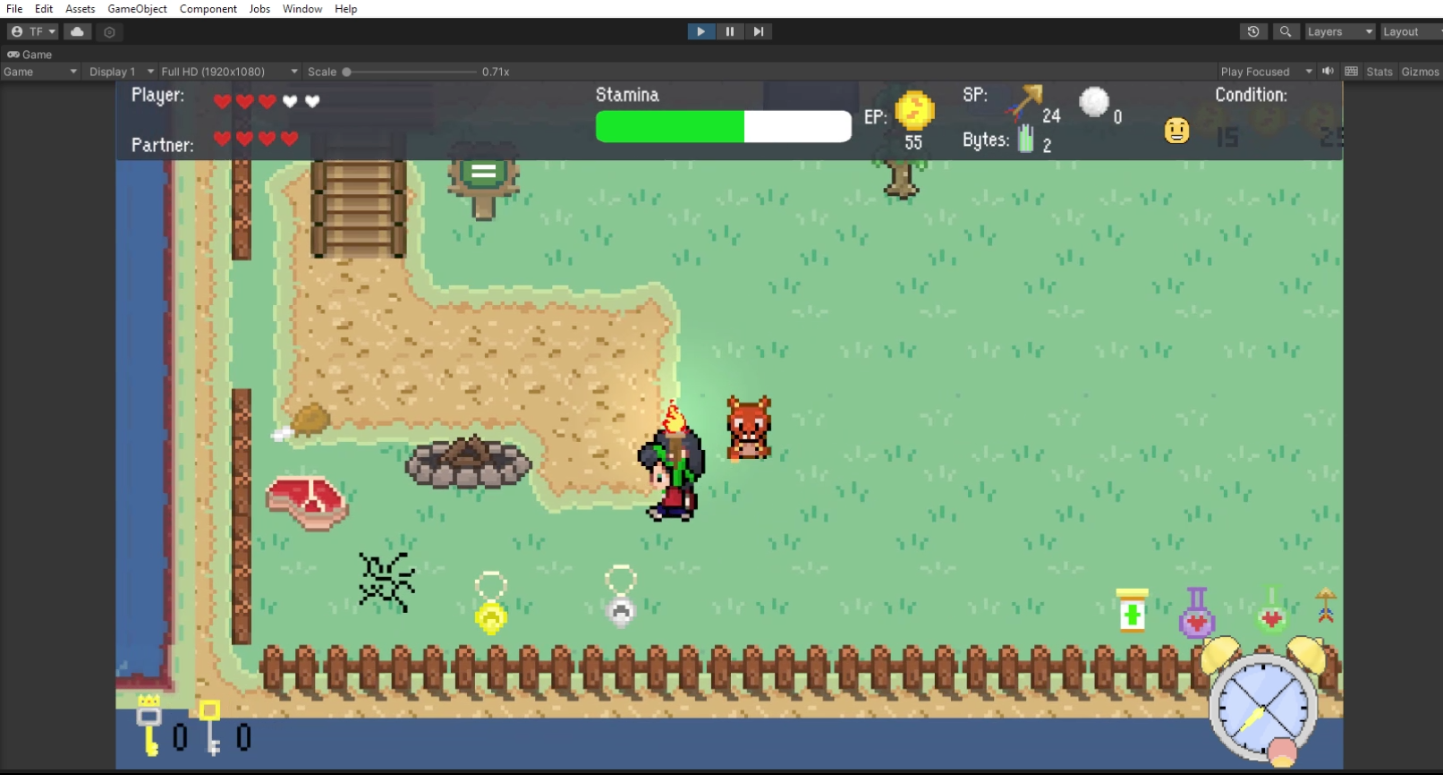 File Edit Assets GameObject Component Jobs Window Help
TF Layers Layout
Game
Game Display 1 Full HD (1920x1080) Scale 0.71x Play Focused Stats Gizmos
Player: Stamina SP: Condition:
24 0
EP: 55
Partner: Bytes: 2
15 25
0 0